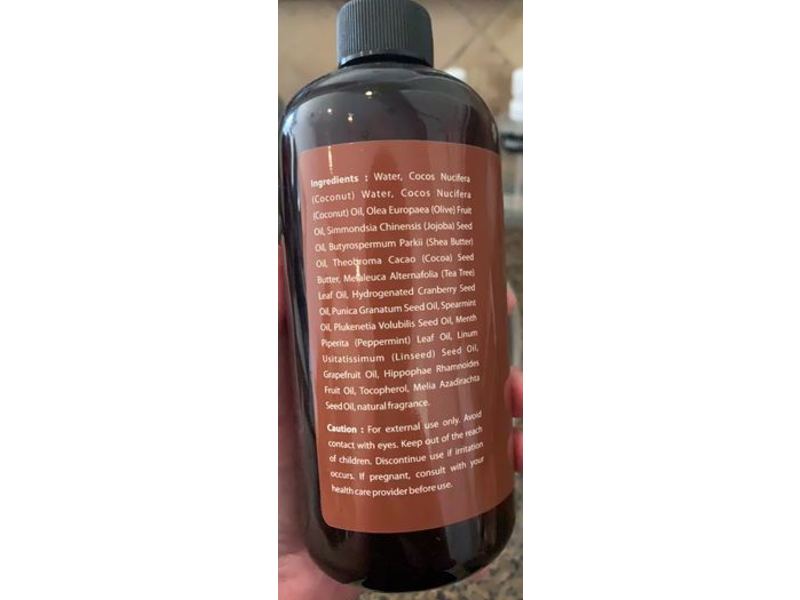 Ingredients : Water, Cocos Nucifera
(Coconut) Water, Cocos Nucifera
(Coconut) Oil, Olea Europaea (Olive) Fruit
Oil, Simmondsia Chinensis (Jojoba) Seed
Oil, Butyrospermum Parkii (Shea Butter)
Oil, Theobroma Cacao (Cocoa) Seed
Butter, Melaleuca Alternafolia (Tea Tree)
Leaf Oil, Hydrogenated Cranberry Seed
Oil, Punica Granatum Seed Oil, Spearmint
Oil, Plukenetia Volubilis Seed Oil, Menth
Piperita (Peppermint) Leaf Oil, Linum
Usitatissimum (Linseed) Seed Oil,
Grapefruit Oil, Hippophae Rhamnoides
Fruit Oil, Tocopherol, Melia Azadirachta
Seed Oil, natural fragrance.
Caution : For external use only. Avoid
contact with eyes. Keep out of the reach
of children. Discontinue use if irritation
occurs. If pregnant, consult with your
health care provider before use.